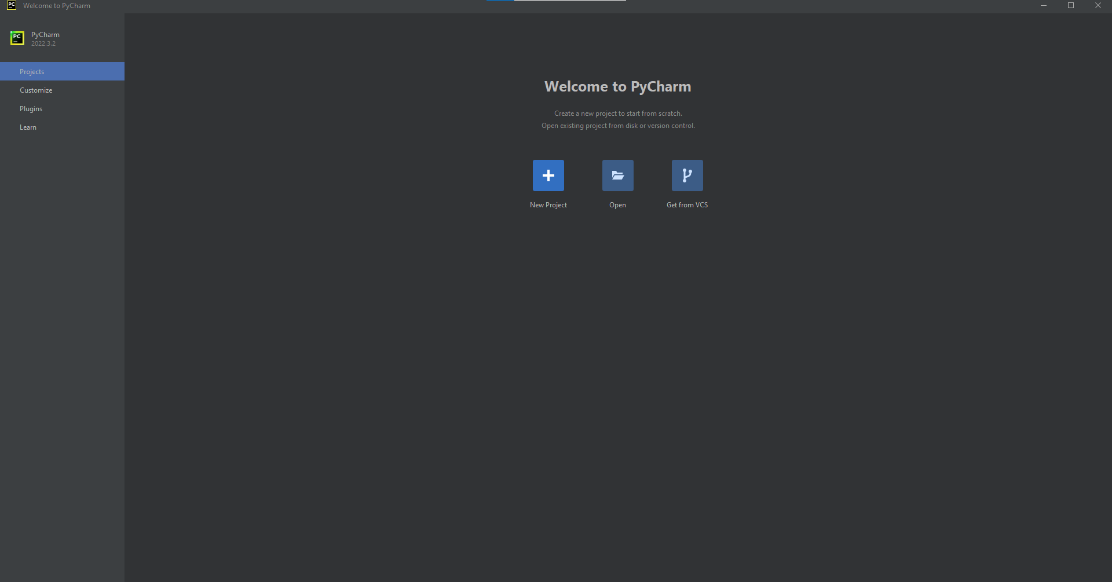 Welcome to PyCharm
PyCharm
2022.3.2
Projects
Customize
Plugins
Learn
Welcome to PyCharm
Create a new project to start from scratch.
Open existing project from disk or version control.
New Project
Open
Get from VCS